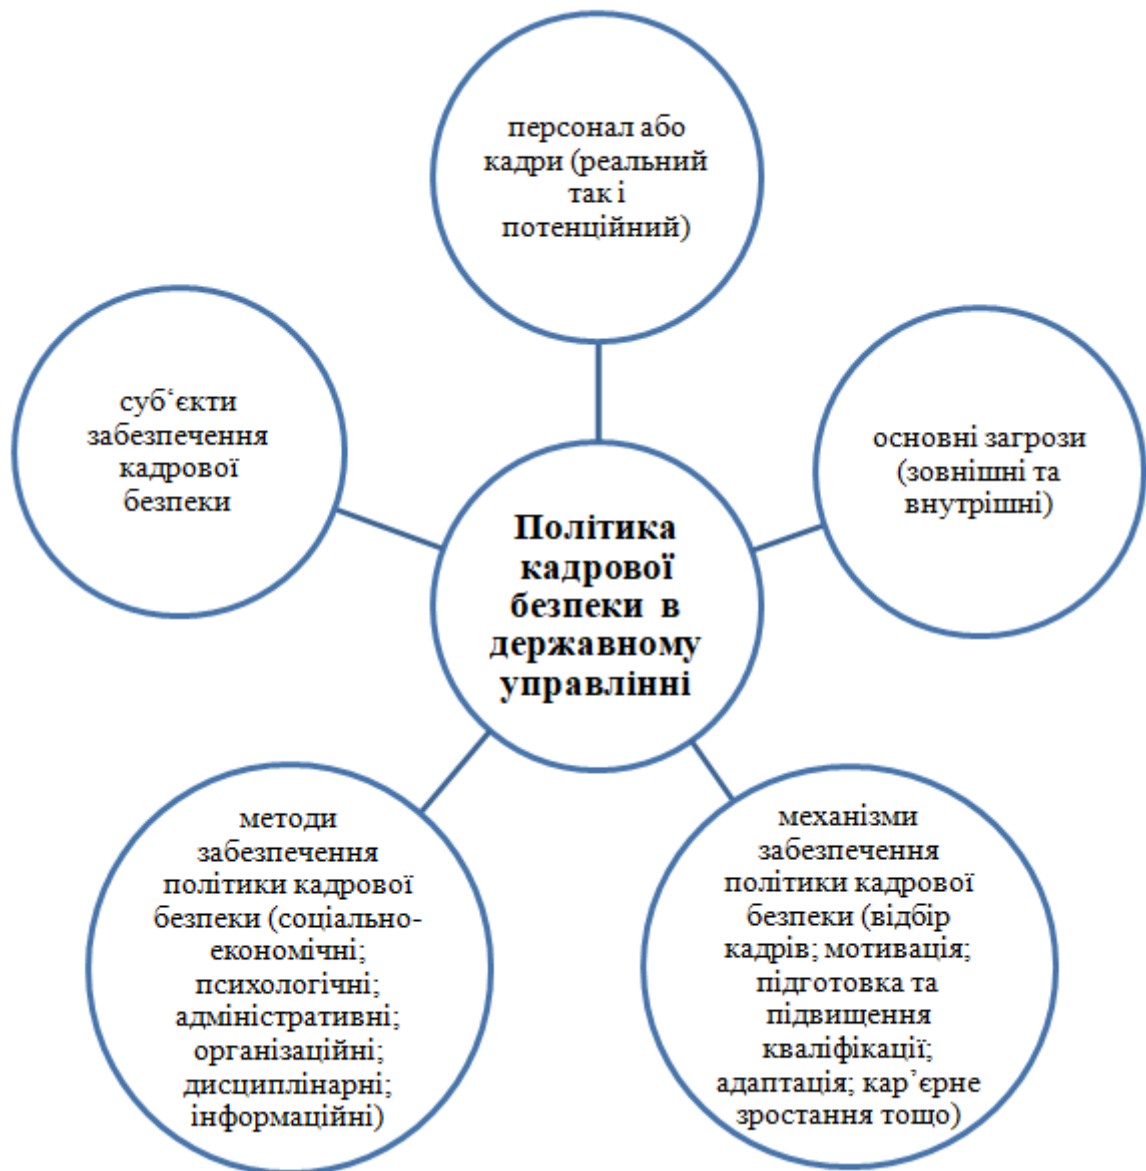 персонал або
кадри (реальний
так і
потенційний)
суб‘єкти
забезпечення
кадрової
безпеки
основні загрози
(зовнішні та
внутрішні)
Політика
кадрової
безпеки в
державному
управлінні
методи
забезпечення
політики кадрової
безпеки (соціально-
економічні;
психологічні;
адміністративні;
організаційні;
дисциплінарні;
інформаційні)
механізми
забезпечення
політики кадрової
безпеки (відбір
кадрів; мотивація;
підготовка та
підвищення
кваліфікації;
адаптація; кар’єрне
зростання тощо)